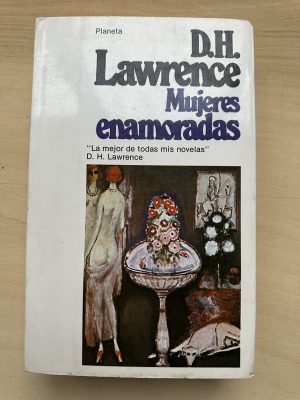 Planeta
D.H.
Lawrence
Mujeres
enamoradas
"La mejor de todas mis novelas"
D. H. Lawrence